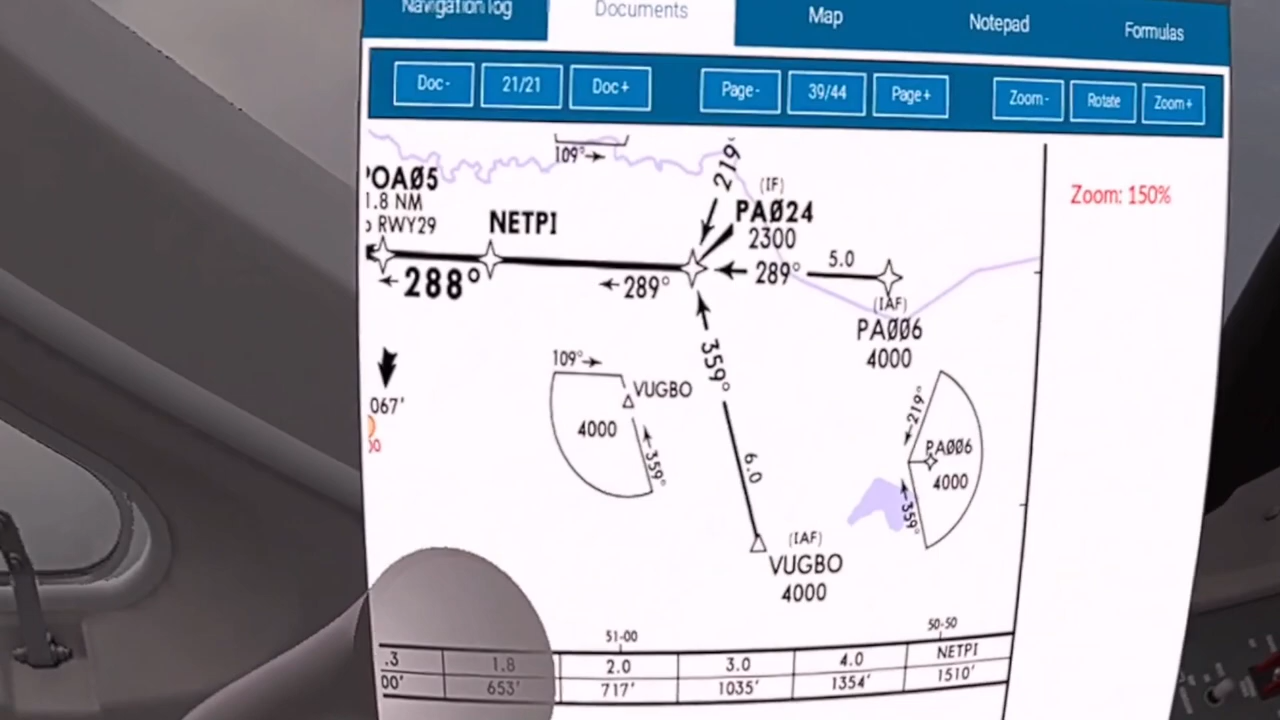 Navigation log
Documents
Map
Notepad
Formulas
Doc-
21/21
Doc+
Page-
39/44
Page+
Zoom-
Rotate
Zoom+
Zoom: 150%
109°
219°
(IF)
PAØ24
2300
OAØ5
1.8 NM
RWY29
NETPI
288°
289°
289°
5.0
(IAF)
PAØØ6
4000
359°
109°
VUGBO
4000
359°
067'
6.0
219°
PAØØ6
4000
359°
(IAF)
VUGBO
4000
51-00
50-50
.3
1.8
2.0
3.0
4.0
NETPI
00'
653'
717'
1035'
1354'
1510'